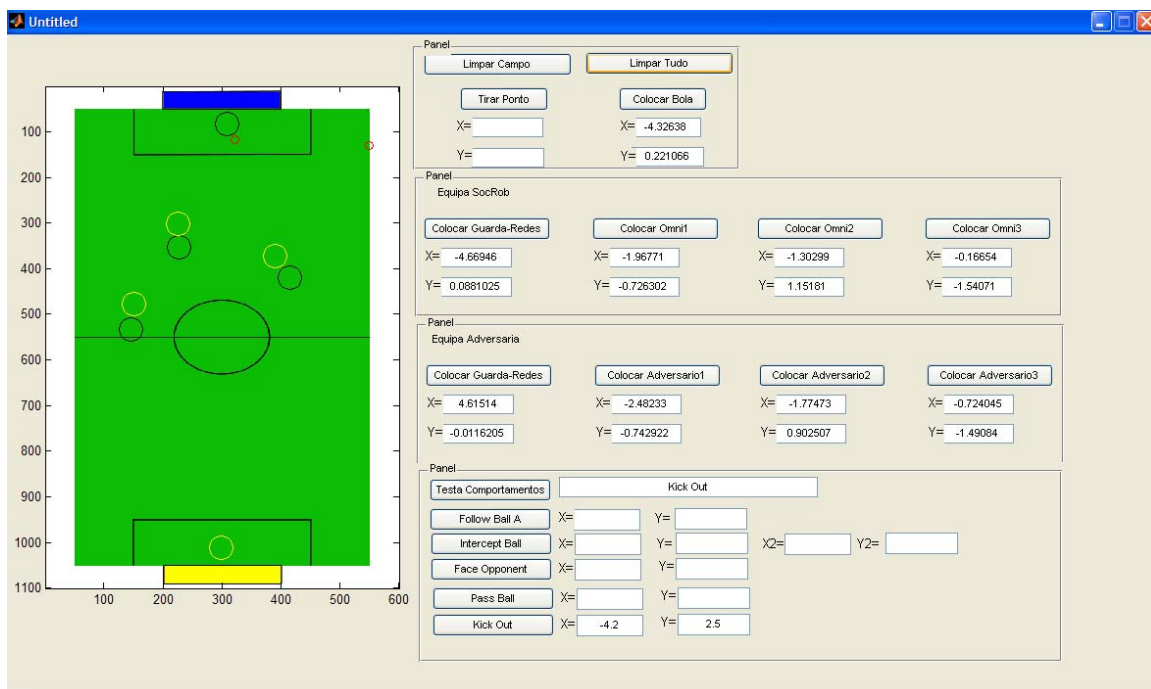 Untitled
Panel
Limpar Campo Limpar Tudo
Tirar Ponto Colocar Bola
X= X= -4.32638
Y= Y= 0.221066
Panel
Equipa SocRob
Colocar Guarda-Redes Colocar Omni1 Colocar Omni2 Colocar Omni3
X= -4.66946 X= -1.96771 X= -1.30299 X= -0.16654
Y= 0.0881025 Y= -0.726302 Y= 1.15181 Y= -1.54071
Panel
Equipa Adversaria
Colocar Guarda-Redes Colocar Adversario1 Colocar Adversario2 Colocar Adversario3
X= 4.61514 X= -2.48233 X= -1.77473 X= -0.724045
Y= -0.0116205 Y= -0.742922 Y= 0.902507 Y= -1.49084
Panel
Testa Comportamentos Kick Out
Follow Ball A X= Y=
Intercept Ball X= Y= X2= Y2=
Face Opponent X= Y=
Pass Ball X= Y=
Kick Out X= -4.2 Y= 2.5
100
200
300
400
500
600
700
800
900
1000
1100
100 200 300 400 500 600